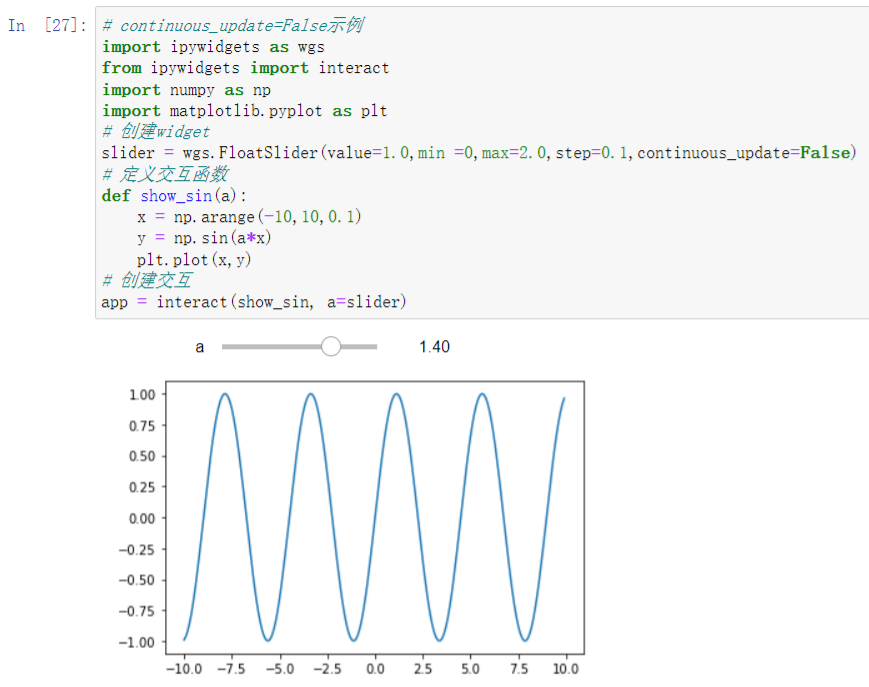 In [27]: # continuous_update=False示例
import ipywidgets as wgs
from ipywidgets import interact
import numpy as np
import matplotlib.pyplot as plt
# 创建widget
slider = wgs.FloatSlider(value=1.0,min =0,max=2.0,step=0.1,continuous_update=False)
# 定义交互函数
def show_sin(a):
    x = np.arange(-10,10,0.1)
    y = np.sin(a*x)
    plt.plot(x,y)
# 创建交互
app = interact(show_sin, a=slider)
a 1.40
1.00
0.75
0.50
0.25
0.00
−0.25
−0.50
−0.75
−1.00
−10.0 −7.5 −5.0 −2.5 0.0 2.5 5.0 7.5 10.0